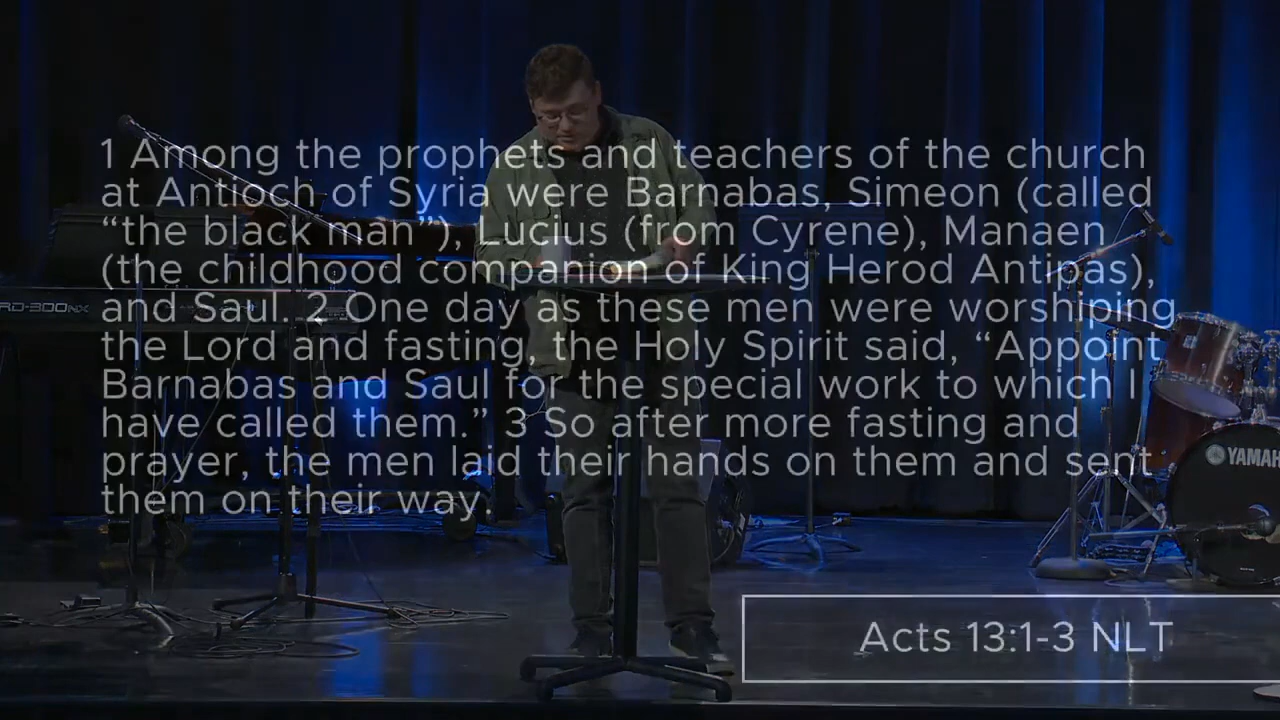 1 Among the prophets and teachers of the church
at Antioch of Syria were Barnabas, Simeon (called
“the black man”), Lucius (from Cyrene), Manaen
(the childhood companion of King Herod Antipas),
and Saul. 2 One day as these men were worshiping
the Lord and fasting, the Holy Spirit said, “Appoint
Barnabas and Saul for the special work to which I
have called them.” 3 So after more fasting and
prayer, the men laid their hands on them and sent
them on their way.
RD-300NX
YAMAH
Acts 13:1-3 NLT